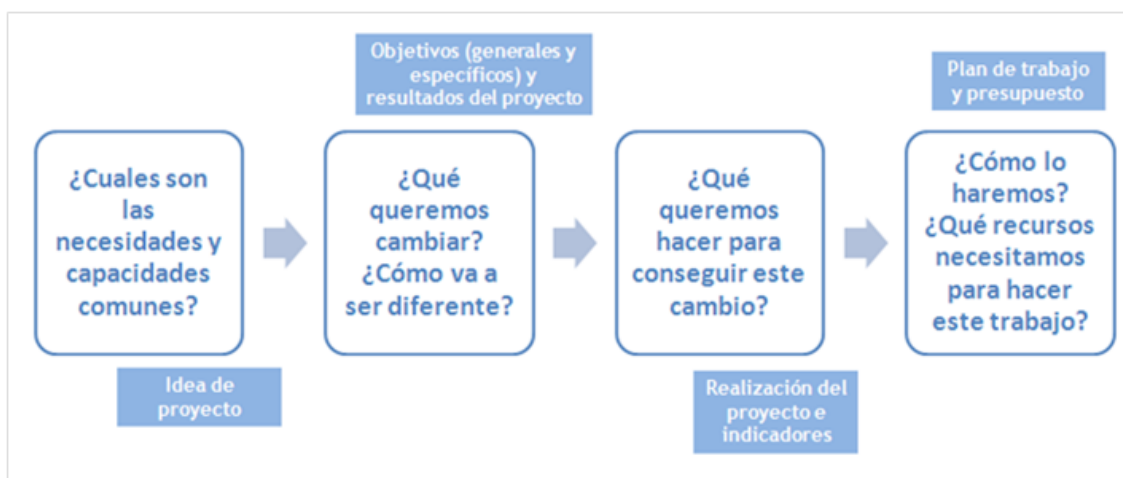 Objetivos (generales y
específicos) y
resultados del proyecto
Plan de trabajo
y presupuesto
¿Cuales son
las
necesidades y
capacidades
comunes?
¿Qué
queremos
cambiar?
¿Cómo va a
ser diferente?
¿Qué
queremos
hacer para
conseguir este
cambio?
¿Cómo lo
haremos?
¿Qué recursos
necesitamos
para hacer
este trabajo?
Idea de
proyecto
Realización del
proyecto e
indicadores